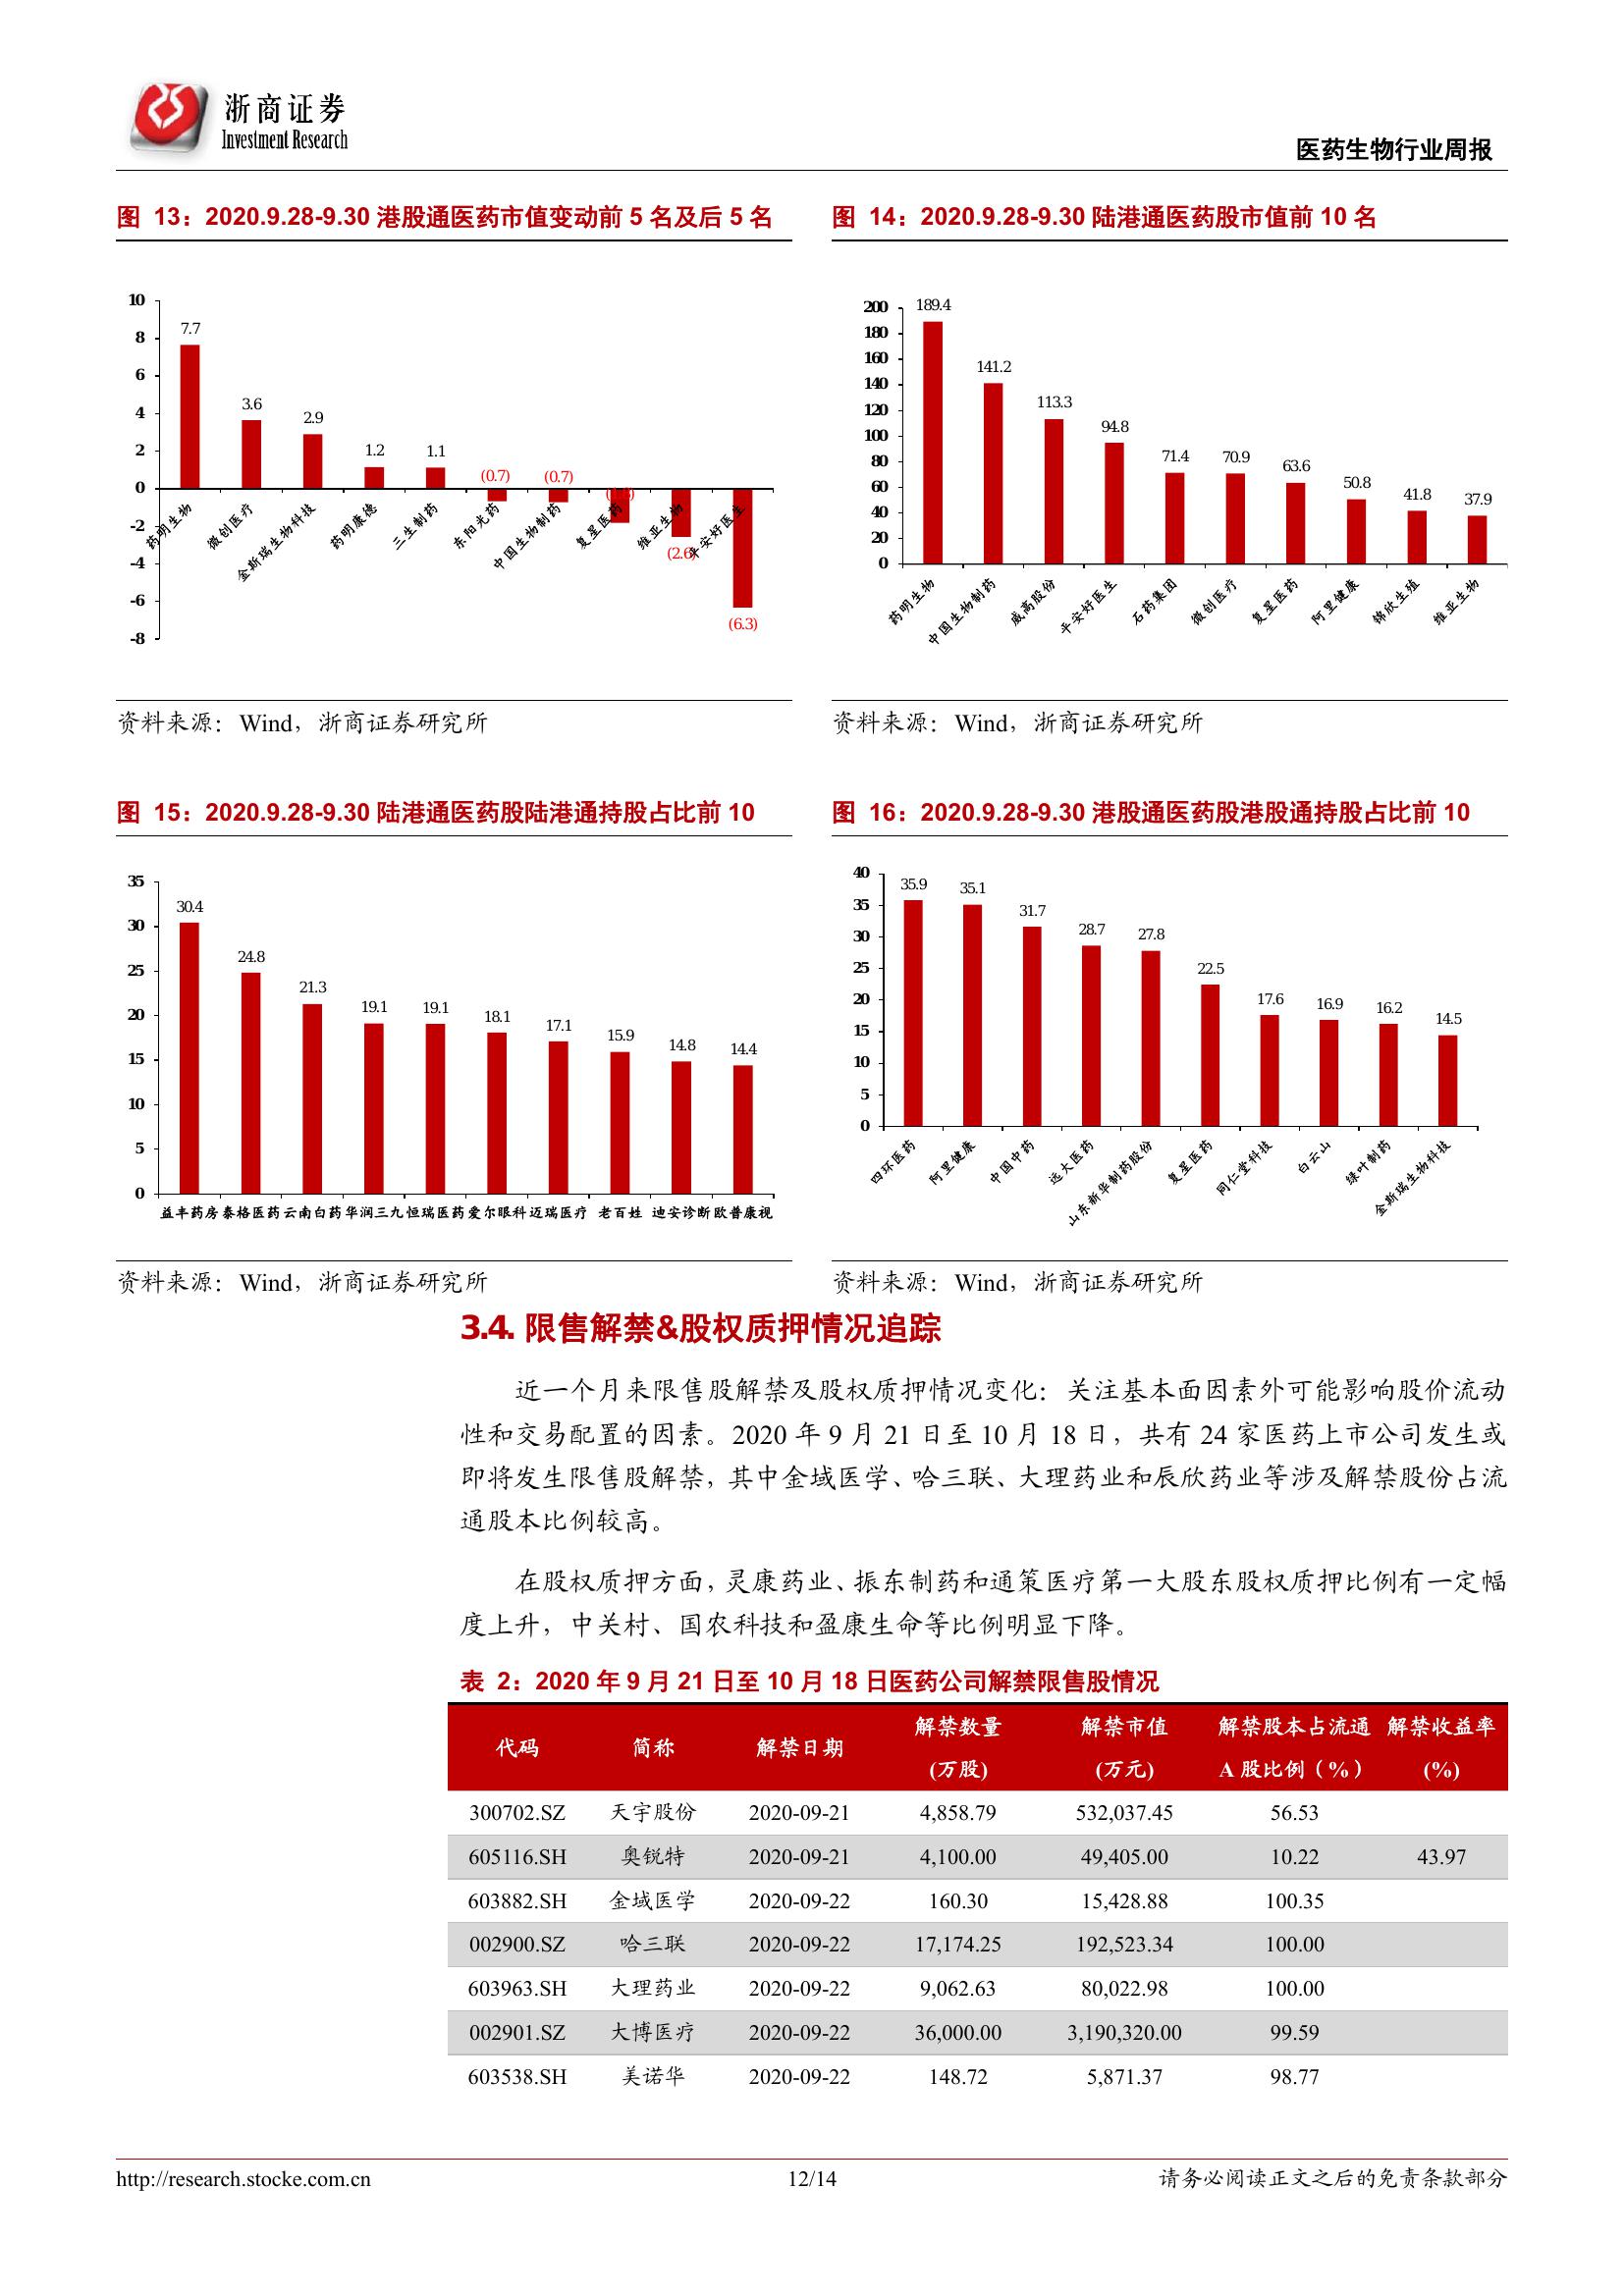 浙商证券
Investment Research
医药生物行业周报
图 13：2020.9.28-9.30 港股通医药市值变动前 5 名及后 5 名
10
8
6
4
2
0
-2
-4
-6
-8
7.7
3.6
2.9
1.2
1.1
(0.7)
(0.7)
(2.6)
(6.3)
药明生物
微创医疗
金斯瑞生物科技
药明康德
三生制药
东阳光药
中国生物制药
复星医药
维亚生物
平安好医生
资料来源：Wind，浙商证券研究所
图 14：2020.9.28-9.30 陆港通医药股市值前 10 名
200
180
160
140
120
100
80
60
40
20
0
189.4
141.2
113.3
94.8
71.4
70.9
63.6
50.8
41.8
37.9
药明生物
中国生物制药
威高股份
平安好医生
石药集团
微创医疗
复星医药
阿里健康
锦欣生殖
维亚生物
资料来源：Wind，浙商证券研究所
图 15：2020.9.28-9.30 陆港通医药股陆港通持股占比前 10
35
30
25
20
15
10
5
0
30.4
24.8
21.3
19.1
19.1
18.1
17.1
15.9
14.8
14.4
益丰药房 泰格医药 云南白药 华润三九 恒瑞医药 爱尔眼科 迈瑞医疗 老百姓 迪安诊断 欧普康视
资料来源：Wind，浙商证券研究所
图 16：2020.9.28-9.30 港股通医药股港股通持股占比前 10
40
35
30
25
20
15
10
5
0
35.9
35.1
31.7
28.7
27.8
22.5
17.6
16.9
16.2
14.5
四环医药
阿里健康
中国中药
远大医药
山东新华制药股份
复星医药
同仁堂科技
白云山
绿叶制药
金斯瑞生物科技
资料来源：Wind，浙商证券研究所
3.4. 限售解禁&股权质押情况追踪
近一个月来限售股解禁及股权质押情况变化：关注基本面因素外可能影响股价流动
性和交易配置的因素。2020 年 9 月 21 日至 10 月 18 日，共有 24 家医药上市公司发生或
即将发生限售股解禁，其中金域医学、哈三联、大理药业和辰欣药业等涉及解禁股份占流
通股本比例较高。
在股权质押方面，灵康药业、振东制药和通策医疗第一大股东股权质押比例有一定幅
度上升，中关村、国农科技和盈康生命等比例明显下降。
表 2：2020 年 9 月 21 日至 10 月 18 日医药公司解禁限售股情况
代码 简称 解禁日期 解禁数量 (万股) 解禁市值 (万元) 解禁股本占流通 A 股比例（%） 解禁收益率 (%)
300702.SZ 天宇股份 2020-09-21 4,858.79 532,037.45 56.53
605116.SH 奥锐特 2020-09-21 4,100.00 49,405.00 10.22 43.97
603882.SH 金域医学 2020-09-22 160.30 15,428.88 100.35
002900.SZ 哈三联 2020-09-22 17,174.25 192,523.34 100.00
603963.SH 大理药业 2020-09-22 9,062.63 80,022.98 100.00
002901.SZ 大博医疗 2020-09-22 36,000.00 3,190,320.00 99.59
603538.SH 美诺华 2020-09-22 148.72 5,871.37 98.77
http://research.stocke.com.cn
12/14
请务必阅读正文之后的免责条款部分